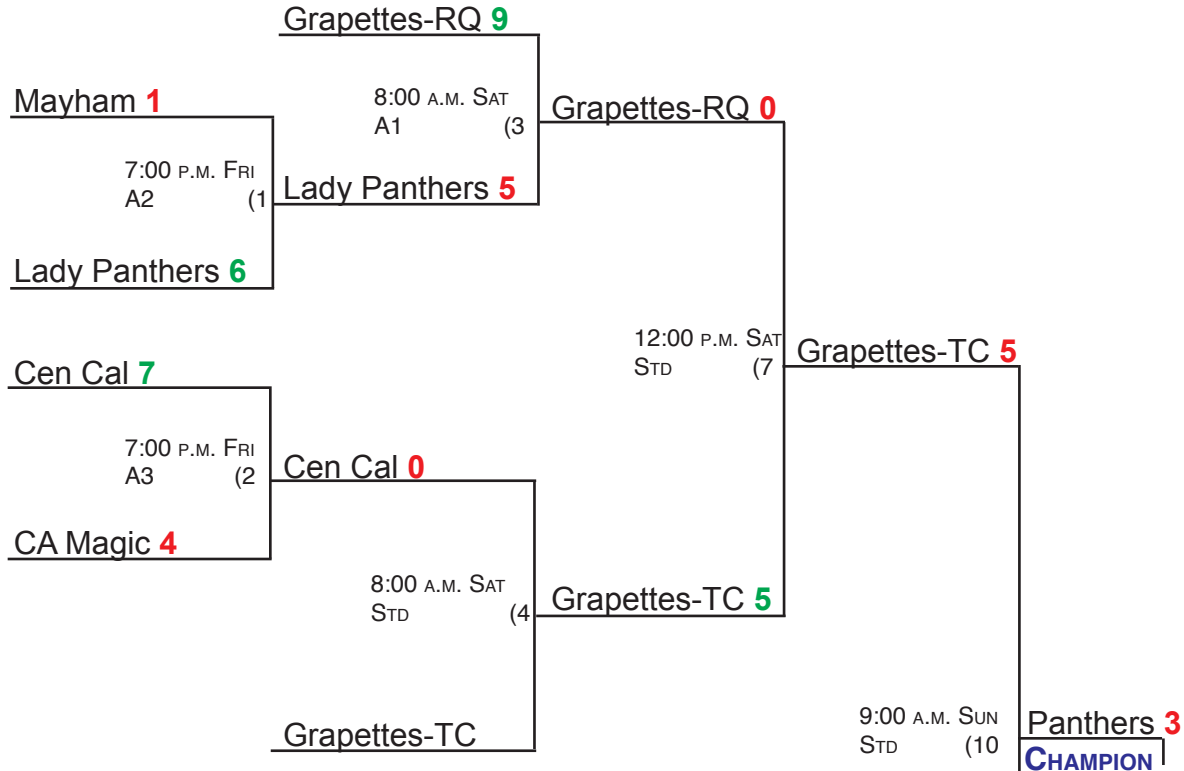 Grapettes-RQ 9
Mayham 1
8:00 A.M. SAT
A1 (3
Grapettes-RQ 0
7:00 P.M. FRI
A2 (1
Lady Panthers 5
Lady Panthers 6
12:00 P.M. SAT
STD (7
Grapettes-TC 5
Cen Cal 7
7:00 P.M. FRI
A3 (2
Cen Cal 0
CA Magic 4
8:00 A.M. SAT
STD (4
Grapettes-TC 5
Grapettes-TC
9:00 A.M. SUN
STD (10
Panthers 3
CHAMPION